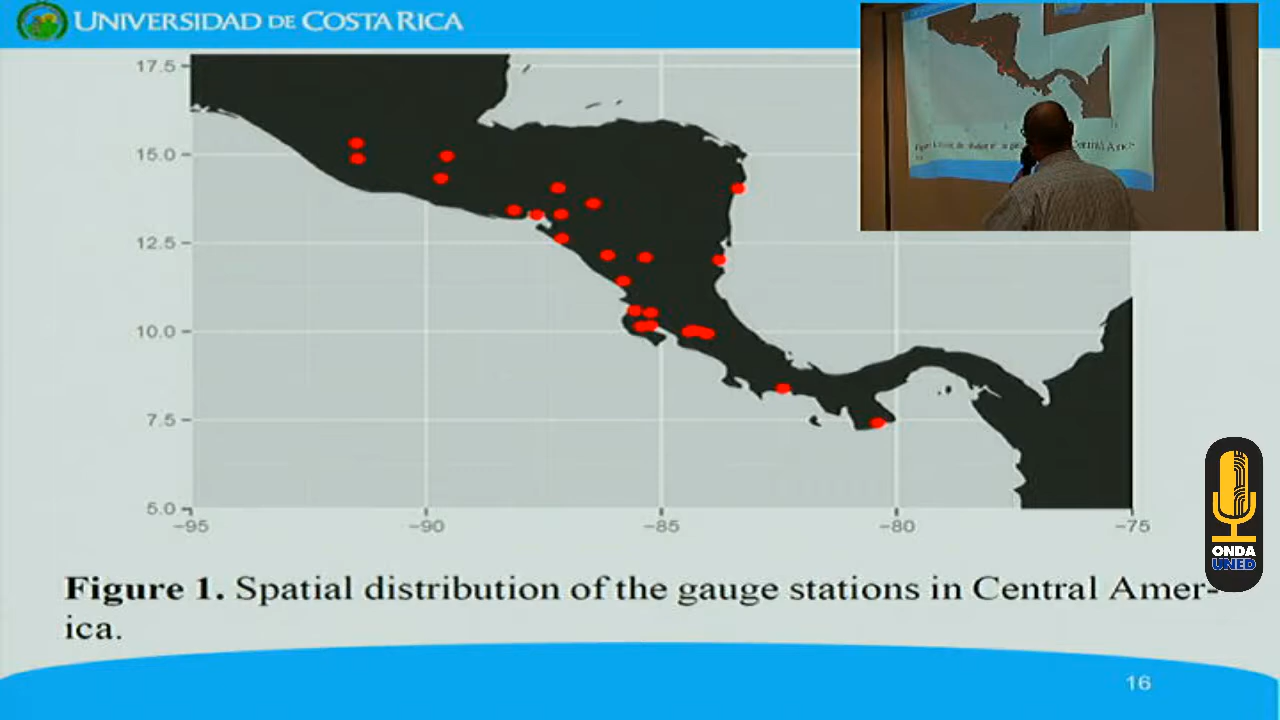 UNIVERSIDAD DE COSTA RICA
17.5
15.0
12.5
10.0
7.5
5.0
−95
−90
−85
−80
−75
Figure 1. Spatial distribution of the gauge stations in Central Amer-
ica.
16
ONDA
UNED